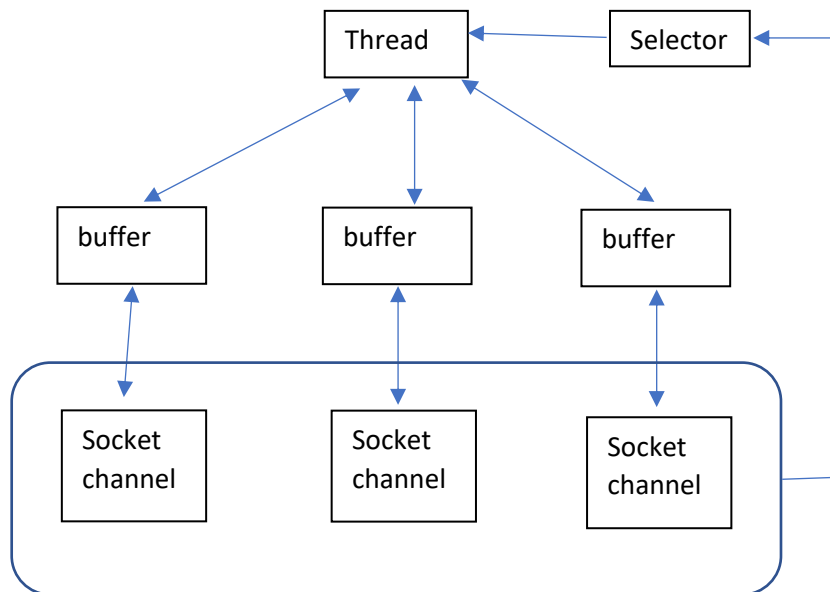 Thread
Selector
buffer
buffer
buffer
Socket
channel
Socket
channel
Socket
channel